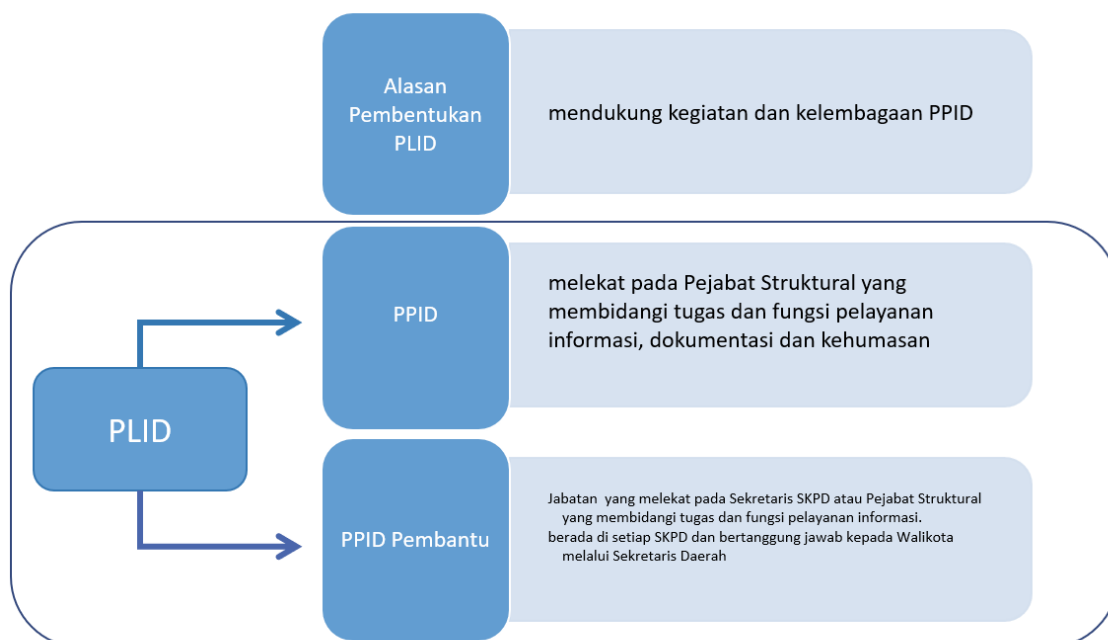 Alasan
Pembentukan
PLID
mendukung kegiatan dan kelembagaan PPID
PLID
PPID
melekat pada Pejabat Struktural yang
membidangi tugas dan fungsi pelayanan
informasi, dokumentasi dan kehumasan
PPID Pembantu
Jabatan yang melekat pada Sekretaris SKPD atau Pejabat Struktural
yang membidangi tugas dan fungsi pelayanan informasi.
berada di setiap SKPD dan bertanggung jawab kepada Walikota
melalui Sekretaris Daerah